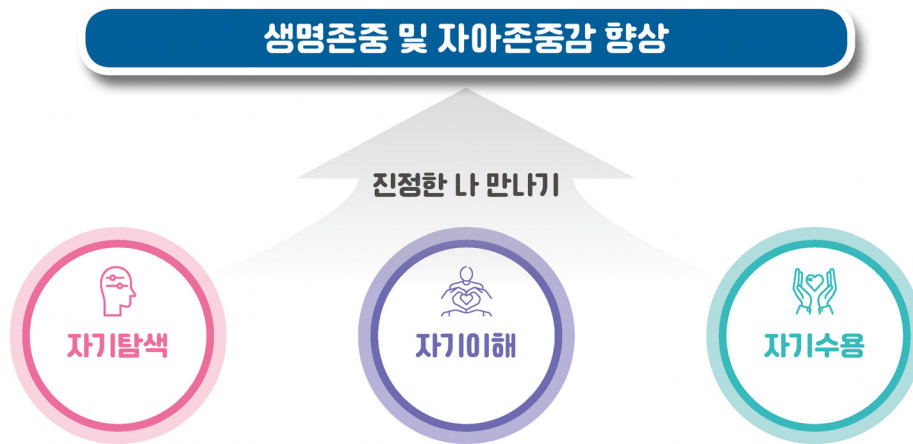 생명존중 및 자아존중감 향상
진정한 나 만나기
자기탐색
자기이해
자기수용